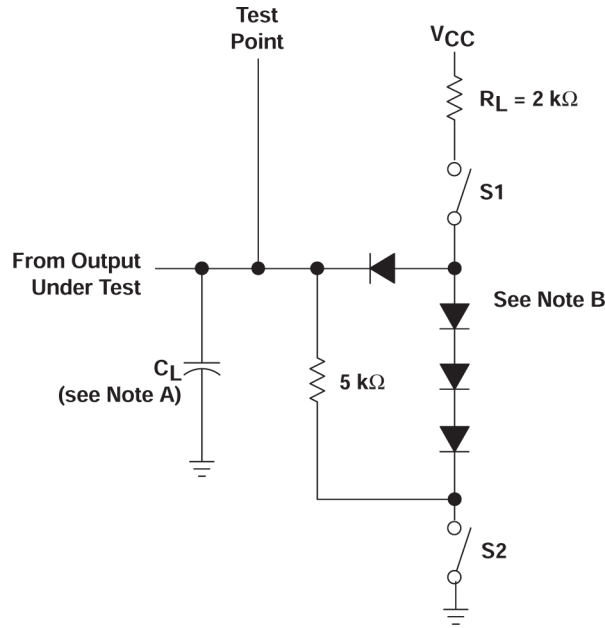 Test
Point
VCC
RL = 2 kΩ
S1
From Output
Under Test
See Note B
CL
(see Note A)
5 kΩ
S2